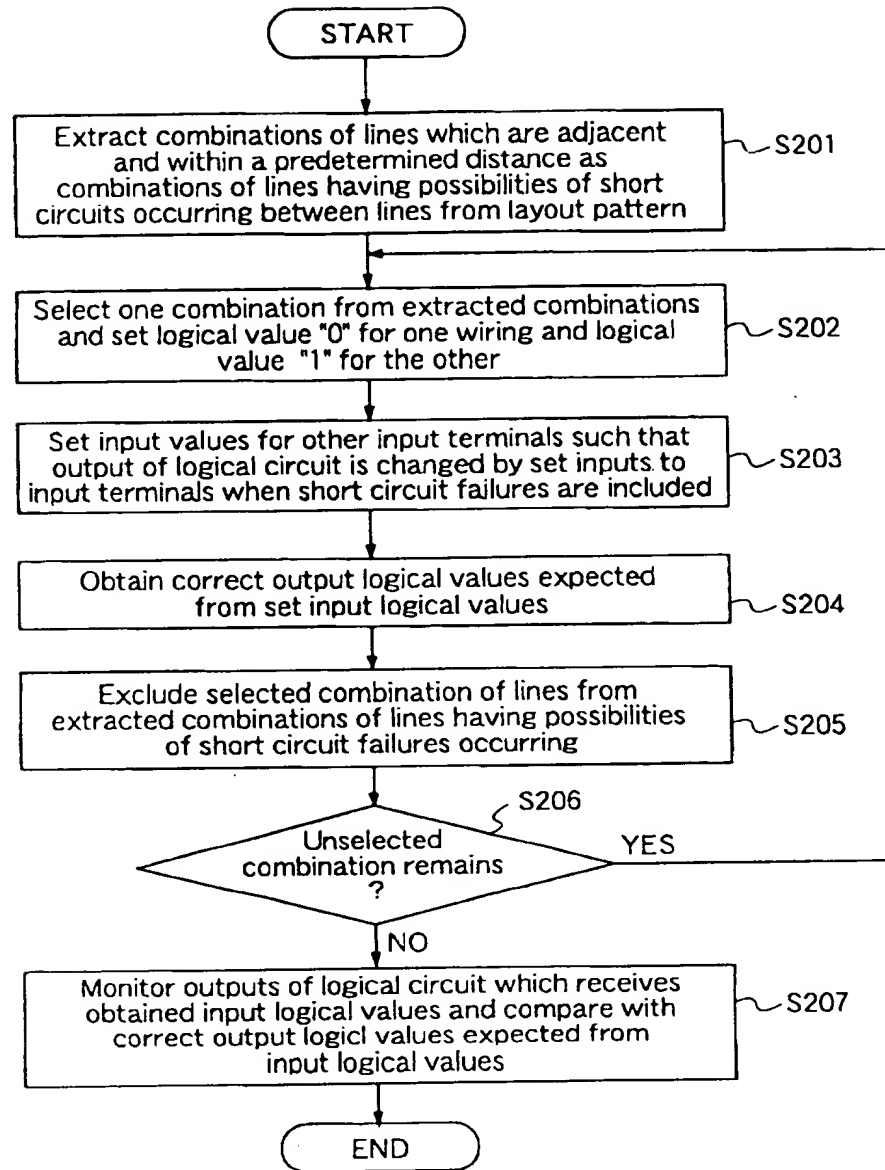 START
Extract combinations of lines which are adjacent
and within a predetermined distance as
combinations of lines having possibilities of short
circuits occurring between lines from layout pattern
S201
Select one combination from extracted combinations
and set logical value "0" for one wiring and logical
value "1" for the other
S202
Set input values for other input terminals such that
output of logical circuit is changed by set inputs to
input terminals when short circuit failures are included
S203
Obtain correct output logical values expected
from set input logical values
S204
Exclude selected combination of lines from
extracted combinations of lines having possibilities
of short circuit failures occurring
S205
S206
Unselected
combination remains
?
YES
NO
Monitor outputs of logical circuit which receives
obtained input logical values and compare with
correct output logicl values expected from
input logical values
S207
END